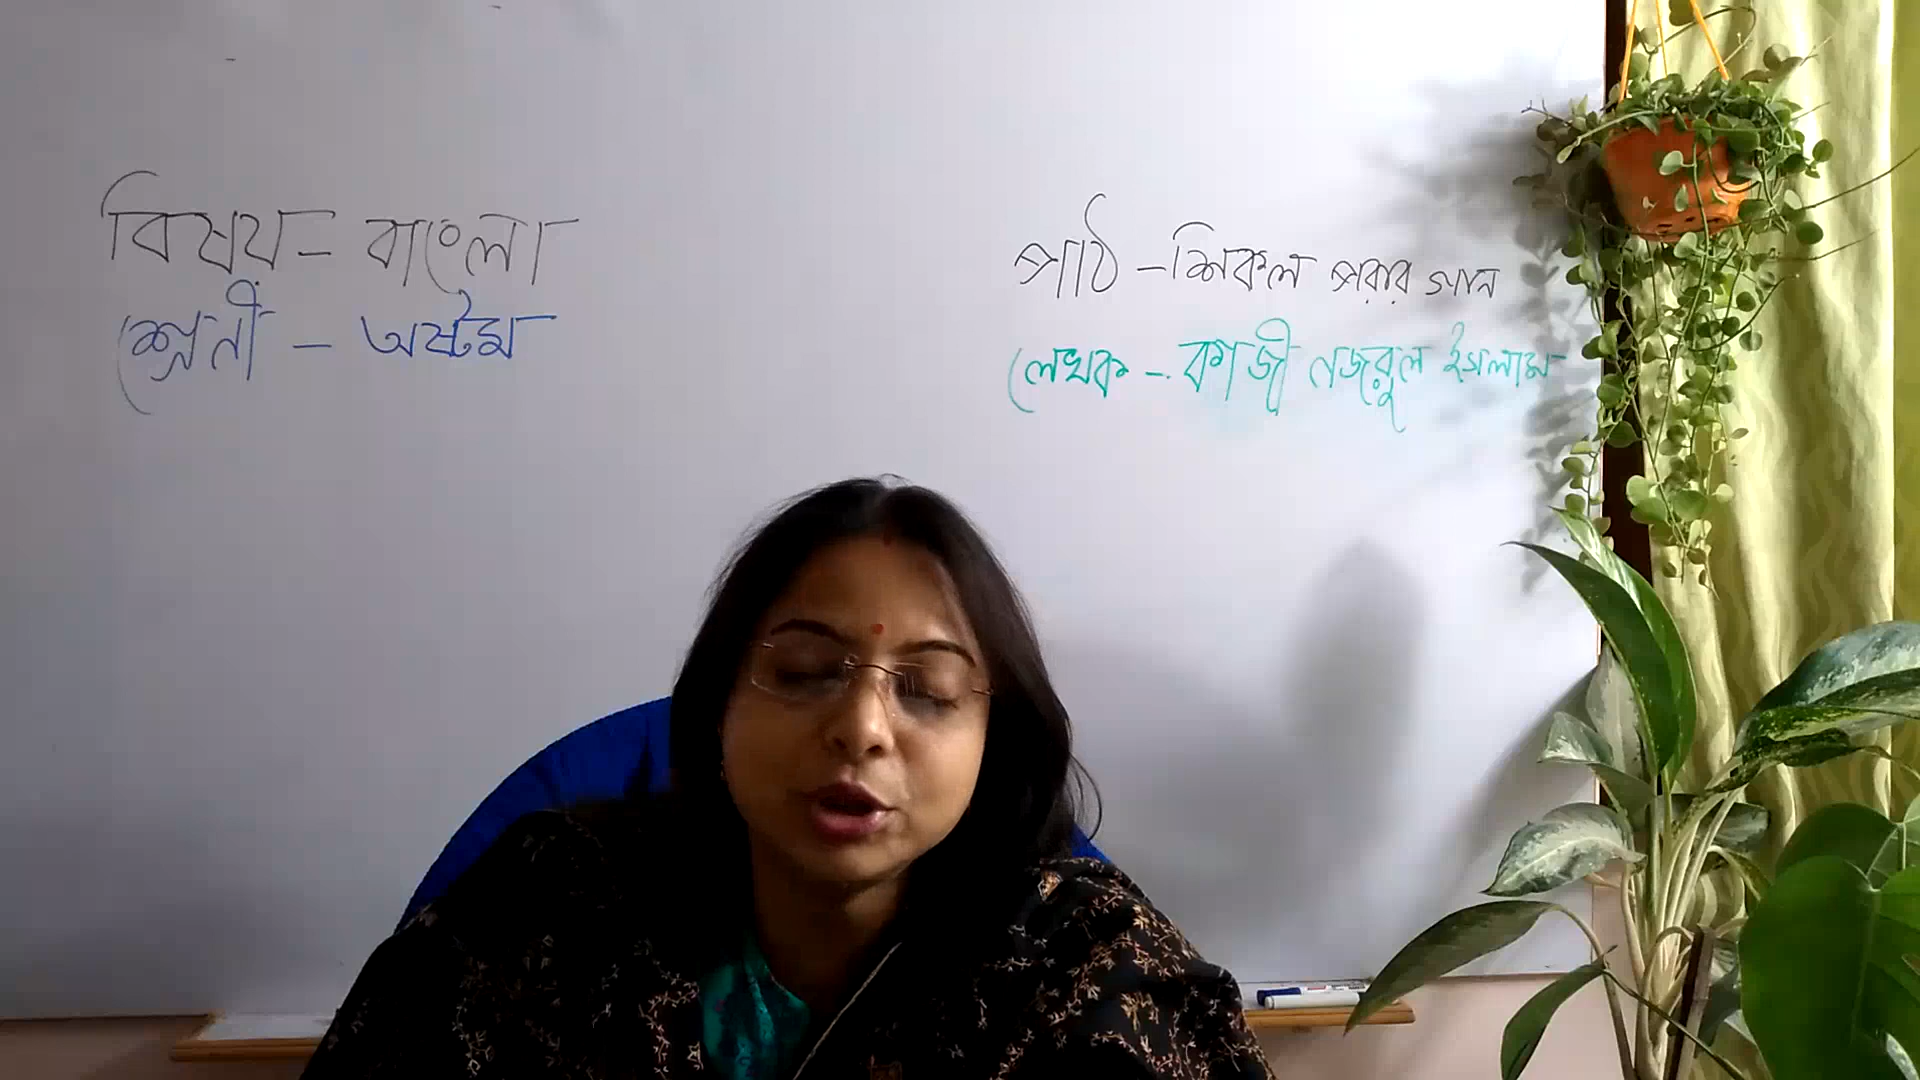 বিষয় - বাংলা
শ্রেনী - অষ্টম
পাঠ - শিকল পরার গান
লেখক - কাজী নজরুল ইসলাম